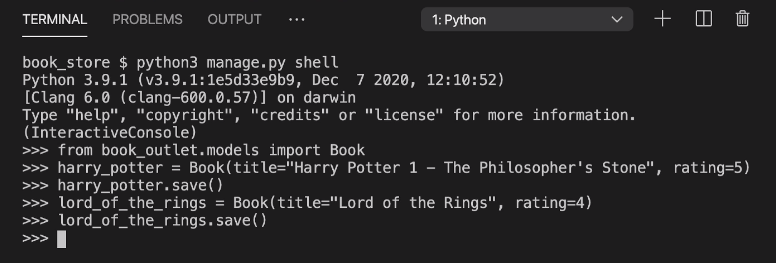 TERMINAL PROBLEMS OUTPUT ... 1: Python
book_store $ python3 manage.py shell
Python 3.9.1 (v3.9.1:1e5d33e9b9, Dec  7 2020, 12:10:52)
[Clang 6.0 (clang-600.0.57)] on darwin
Type "help", "copyright", "credits" or "license" for more information.
(InteractiveConsole)
>>> from book_outlet.models import Book
>>> harry_potter = Book(title="Harry Potter 1 – The Philosopher's Stone", rating=5)
>>> harry_potter.save()
>>> lord_of_the_rings = Book(title="Lord of the Rings", rating=4)
>>> lord_of_the_rings.save()
>>>